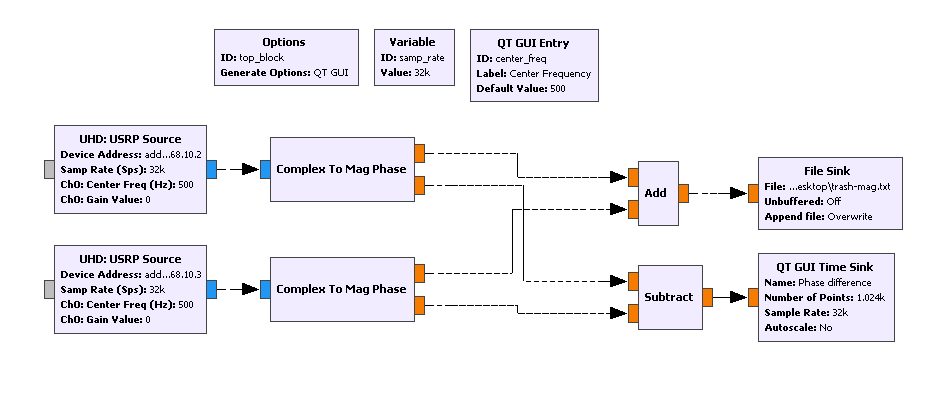 Options
ID: top_block
Generate Options: QT GUI
Variable
ID: samp_rate
Value: 32k
QT GUI Entry
ID: center_freq
Label: Center Frequency
Default Value: 500
UHD: USRP Source
Device Address: add...68.10.2
Samp Rate (Sps): 32k
Ch0: Center Freq (Hz): 500
Ch0: Gain Value: 0
Complex To Mag Phase
Add
File Sink
File: ...esktop\trash-mag.txt
Unbuffered: Off
Append file: Overwrite
UHD: USRP Source
Device Address: add...68.10.3
Samp Rate (Sps): 32k
Ch0: Center Freq (Hz): 500
Ch0: Gain Value: 0
Complex To Mag Phase
Subtract
QT GUI Time Sink
Name: Phase difference
Number of Points: 1.024k
Sample Rate: 32k
Autoscale: No